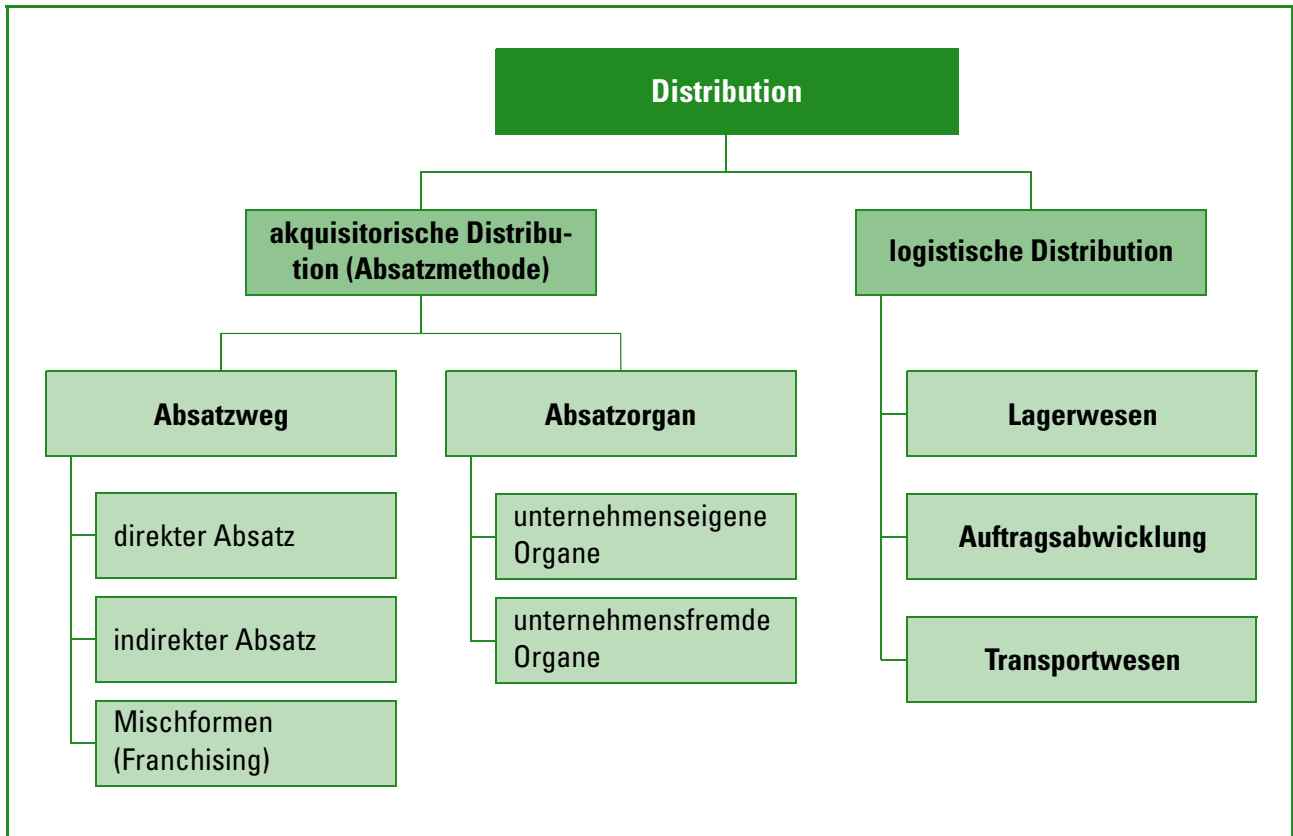 Distribution
akquisitorische Distribu-
tion (Absatzmethode)
logistische Distribution
Absatzweg
Absatzorgan
Lagerwesen
direkter Absatz
unternehmenseigene
Organe
Auftragsabwicklung
indirekter Absatz
unternehmensfremde
Organe
Transportwesen
Mischformen
(Franchising)